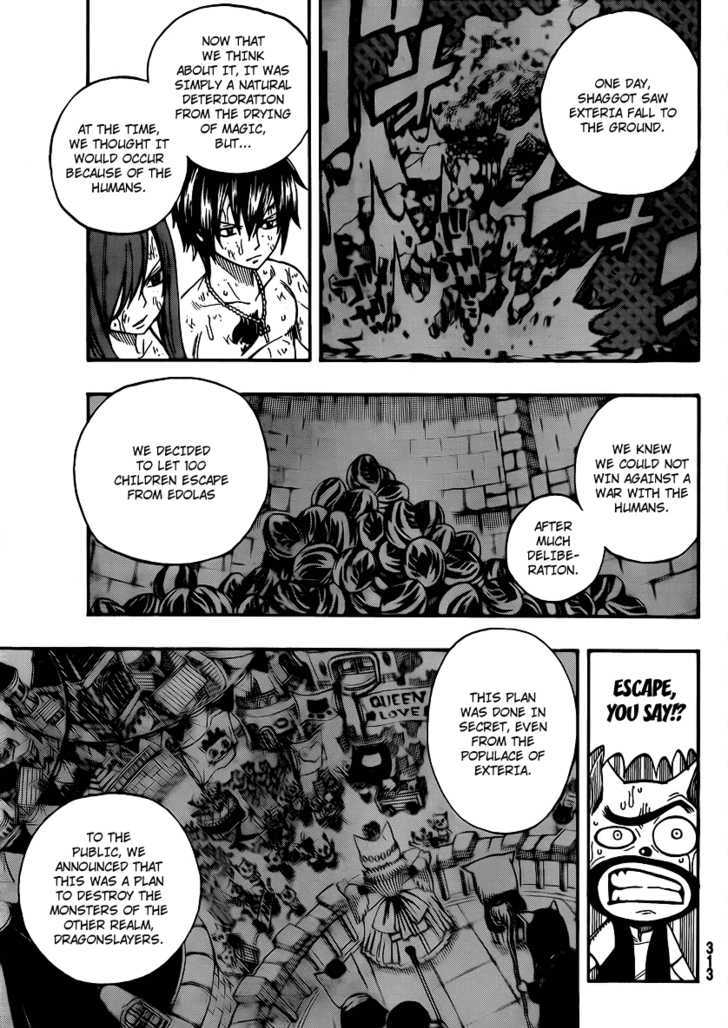 ONE DAY,
SHAGGOT SAW
EXTERIA FALL TO
THE GROUND.
NOW THAT
WE THINK
ABOUT IT, IT WAS
SIMPLY A NATURAL
DETERIORATION
FROM THE DRYING
OF MAGIC,
BUT...
AT THE TIME,
WE THOUGHT IT
WOULD OCCUR
BECAUSE OF THE
HUMANS.
WE KNEW
WE COULD NOT
WIN AGAINST A
WAR WITH THE
HUMANS.
AFTER
MUCH
DELIBE-
RATION.
WE DECIDED
TO LET 100
CHILDREN ESCAPE
FROM EDOLAS
ESCAPE,
YOU SAY!?
THIS PLAN
WAS DONE IN
SECRET, EVEN
FROM THE
POPULACE OF
EXTERIA.
QUEEN
LOVE
TO THE
PUBLIC, WE
ANNOUNCED THAT
THIS WAS A PLAN
TO DESTROY THE
MONSTERS OF THE
OTHER REALM,
DRAGONSLAYERS.
313